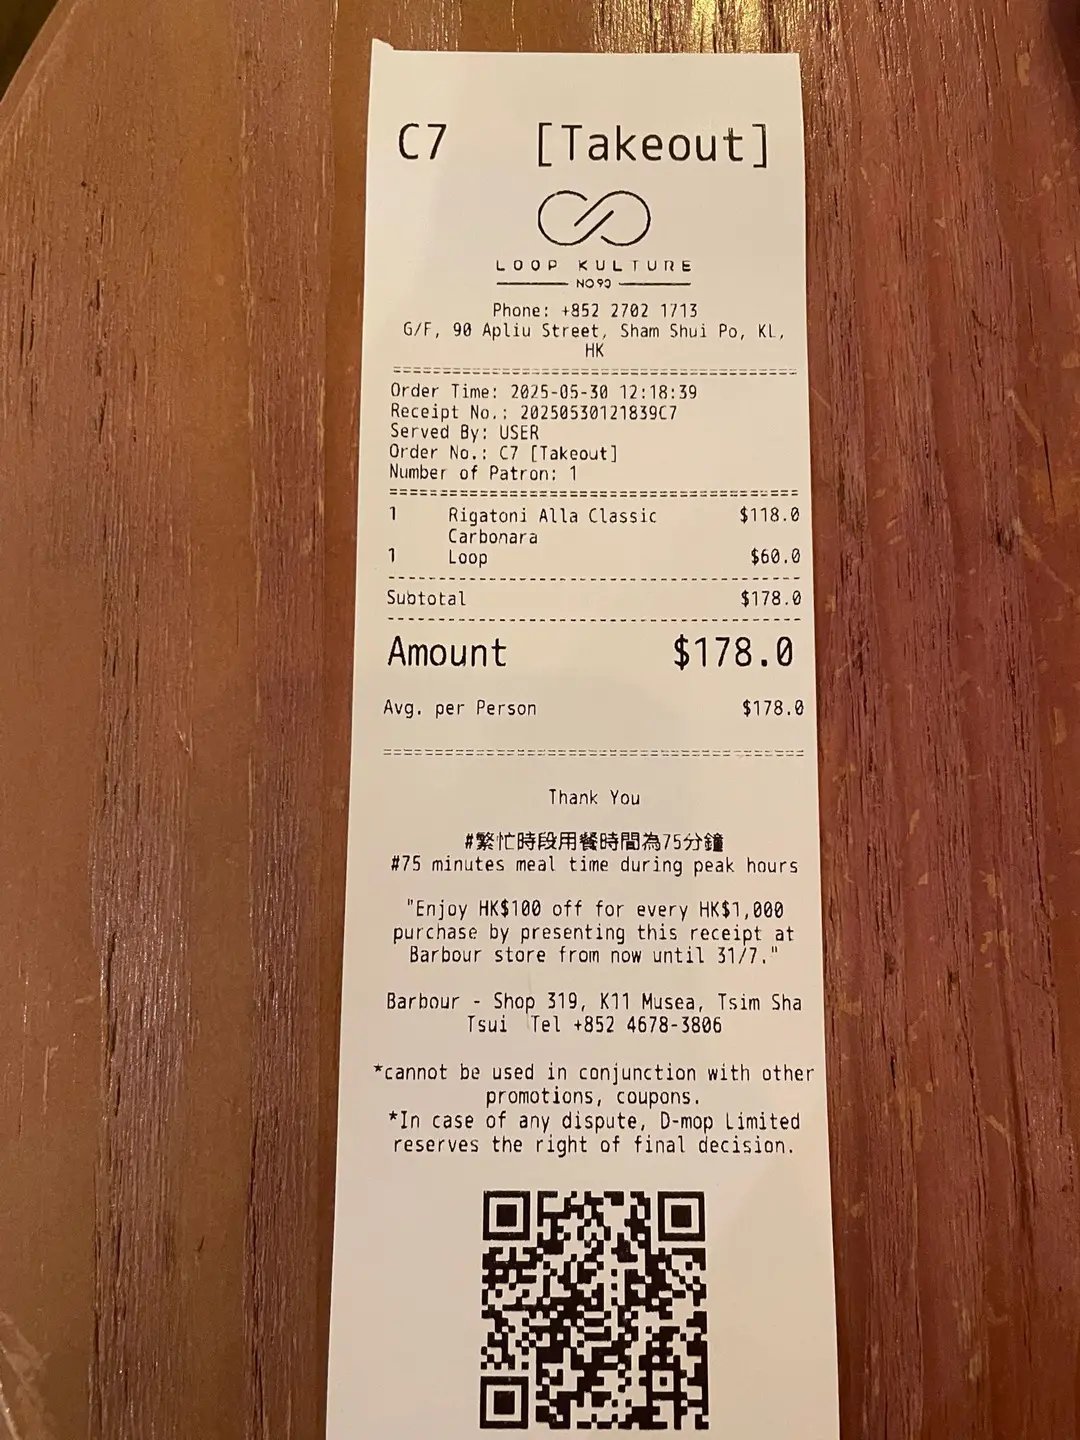 C7 [Takeout]
LOOP KULTURE
NO90
Phone: +852 2702 1713
G/F, 90 Apliu Street, Sham Shui Po, KL,
HK
Order Time: 2025-05-30 12:18:39
Receipt No.: 20250530121839C7
Served By: USER
Order No.: C7 [Takeout]
Number of Patron: 1
1 Rigatoni Alla Classic $118.0
Carbonara
1 Loop $60.0
Subtotal $178.0
Amount $178.0
Avg. per Person $178.0
Thank You
#繁忙時段用餐時間為75分鐘
#75 minutes meal time during peak hours
"Enjoy HK$100 off for every HK$1,000
purchase by presenting this receipt at
Barbour store from now until 31/7."
Barbour - Shop 319, K11 Musea, Tsim Sha
Tsui Tel +852 4678-3806
*cannot be used in conjunction with other
promotions, coupons.
*In case of any dispute, D-mop Limited
reserves the right of final decision.